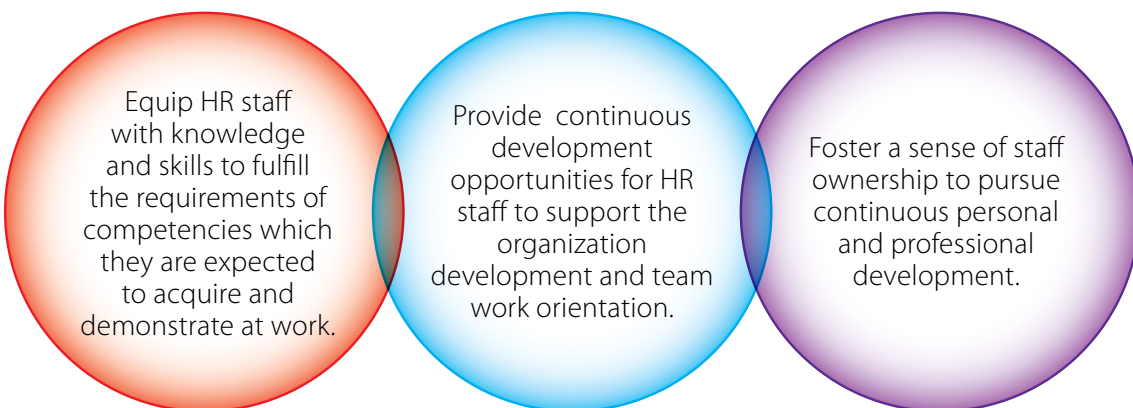 Equip HR staff
with knowledge
and skills to fulfill
the requirements of
competencies which
they are expected
to acquire and
demonstrate at work.
Provide continuous
development
opportunities for HR
staff to support the
organization
development and team
work orientation.
Foster a sense of staff
ownership to pursue
continuous personal
and professional
development.